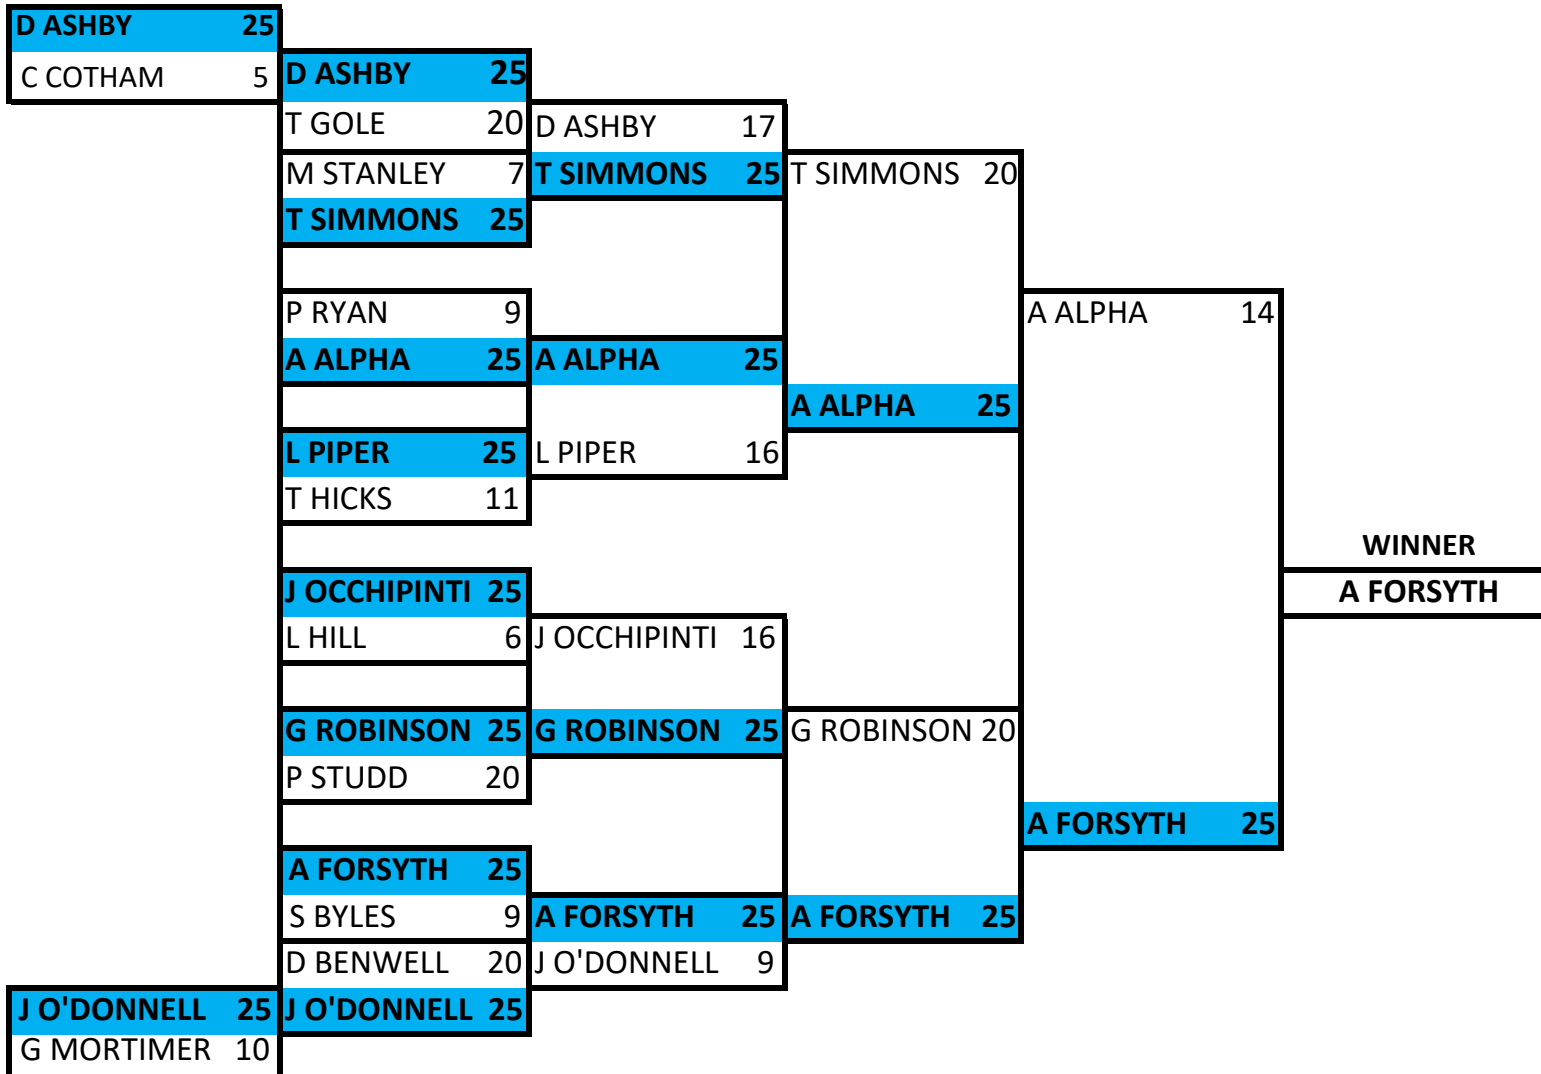 D ASHBY 25
C COTHAM 5
D ASHBY 25
T GOLE 20
M STANLEY 7
T SIMMONS 25
P RYAN 9
A ALPHA 25
L PIPER 25
T HICKS 11
J OCCHIPINTI 25
L HILL 6
G ROBINSON 25
P STUDD 20
A FORSYTH 25
S BYLES 9
D BENWELL 20
J O'DONNELL 25
J O'DONNELL 25
G MORTIMER 10
D ASHBY 17
T SIMMONS 25
A ALPHA 25
L PIPER 16
J OCCHIPINTI 16
G ROBINSON 25
A FORSYTH 25
J O'DONNELL 9
T SIMMONS 20
A ALPHA 25
G ROBINSON 20
A FORSYTH 25
A ALPHA 14
A FORSYTH 25
WINNER
A FORSYTH